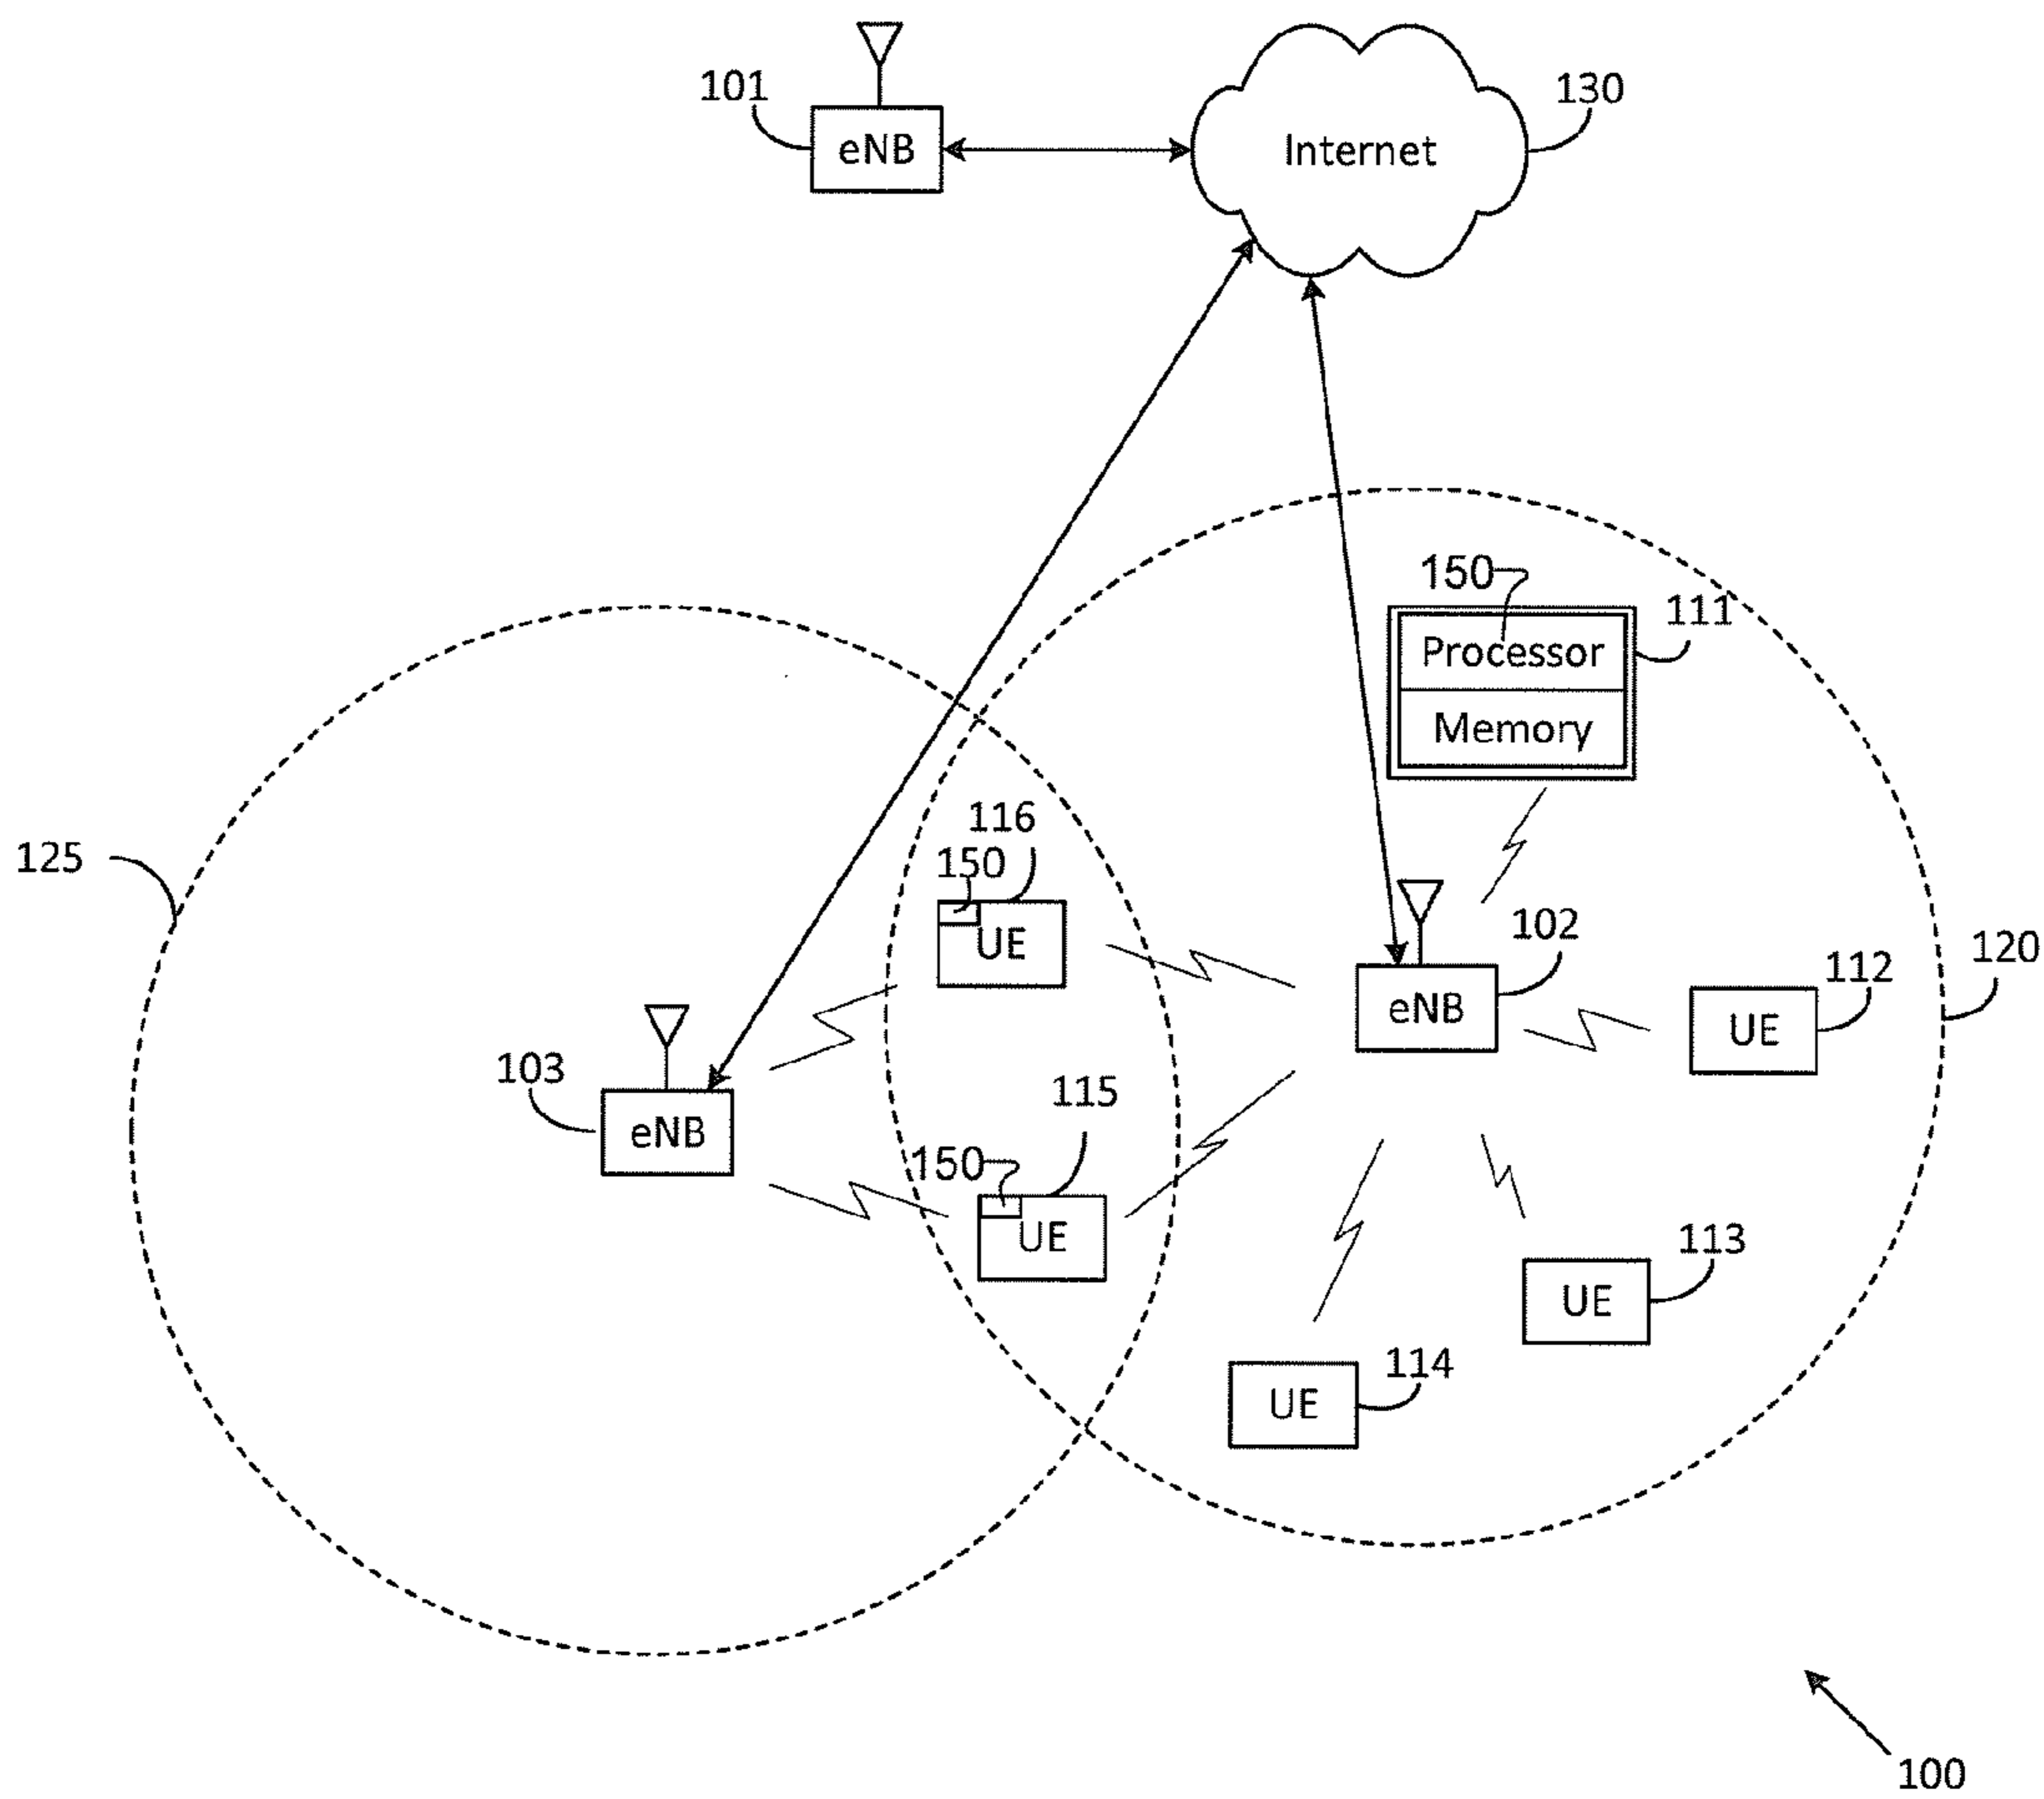 101
130
eNB
Internet
150
111
Processor
Memory
116
125
150
102
UE
120
112
eNB
UE
103
115
eNB
150
UE
113
UE
114
UE
100